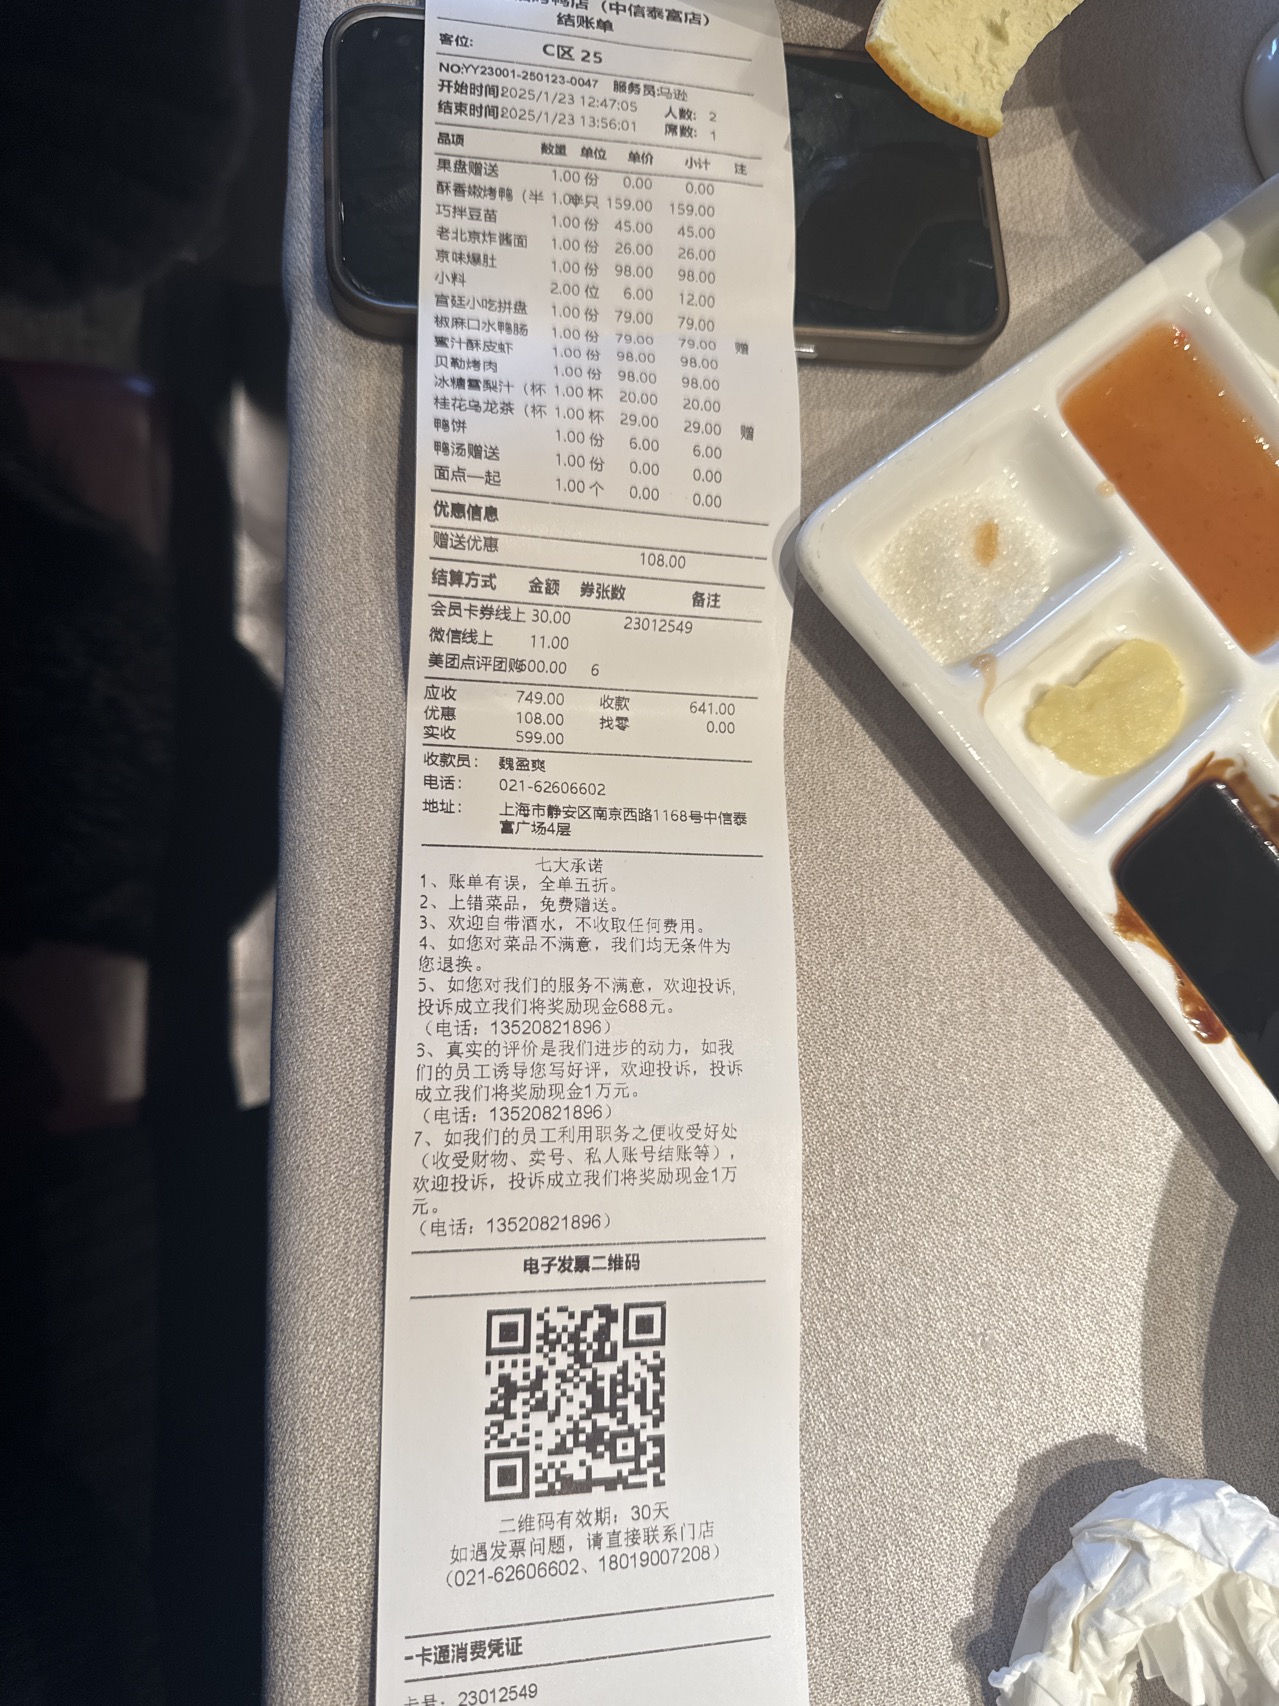 （中信泰富店）
结账单
客位： C区 25
NO:YY23001-250123-0047 服务员:马逊
开始时间:2025/1/23 12:47:05 人数： 2
结束时间:2025/1/23 13:56:01 席数： 1
品项 数量 单位 单价 小计 注
果盘赠送 1.00 份 0.00 0.00
酥香嫩烤鸭（半 1.00半只 159.00 159.00
巧拌豆苗 1.00 份 45.00 45.00
老北京炸酱面 1.00 份 26.00 26.00
京味爆肚 1.00 份 98.00 98.00
小料 2.00 位 6.00 12.00
宫廷小吃拼盘 1.00 份 79.00 79.00
椒麻口水鸭肠 1.00 份 79.00 79.00 赠
蜜汁酥皮虾 1.00 份 98.00 98.00
贝勒烤肉 1.00 份 98.00 98.00
冰糖雪梨汁（杯 1.00 杯 20.00 20.00
桂花乌龙茶（杯 1.00 杯 29.00 29.00 赠
鸭饼 1.00 份 6.00 6.00
鸭汤赠送 1.00 份 0.00 0.00
面点一起 1.00 个 0.00 0.00
优惠信息
赠送优惠 108.00
结算方式 金额 券张数 备注
会员卡券线上 30.00 23012549
微信线上 11.00
美团点评团购600.00 6
应收 749.00 收款 641.00
优惠 108.00 找零 0.00
实收 599.00
收款员： 魏盈爽
电话： 021-62606602
地址： 上海市静安区南京西路1168号中信泰
富广场4层
七大承诺
1、账单有误，全单五折。
2、上错菜品，免费赠送。
3、欢迎自带酒水，不收取任何费用。
4、如您对菜品不满意，我们均无条件为
您退换。
5、如您对我们的服务不满意，欢迎投诉，
投诉成立我们将奖励现金688元。
（电话：13520821896）
6、真实的评价是我们进步的动力，如我
们的员工诱导您写好评，欢迎投诉，投诉
成立我们将奖励现金1万元。
（电话：13520821896）
7、如我们的员工利用职务之便收受好处
（收受财物、卖号、私人账号结账等），
欢迎投诉，投诉成立我们将奖励现金1万
元。
（电话：13520821896）
电子发票二维码
二维码有效期：30天
如遇发票问题，请直接联系门店
（021-62606602、18019007208）
一卡通消费凭证
卡号：23012549